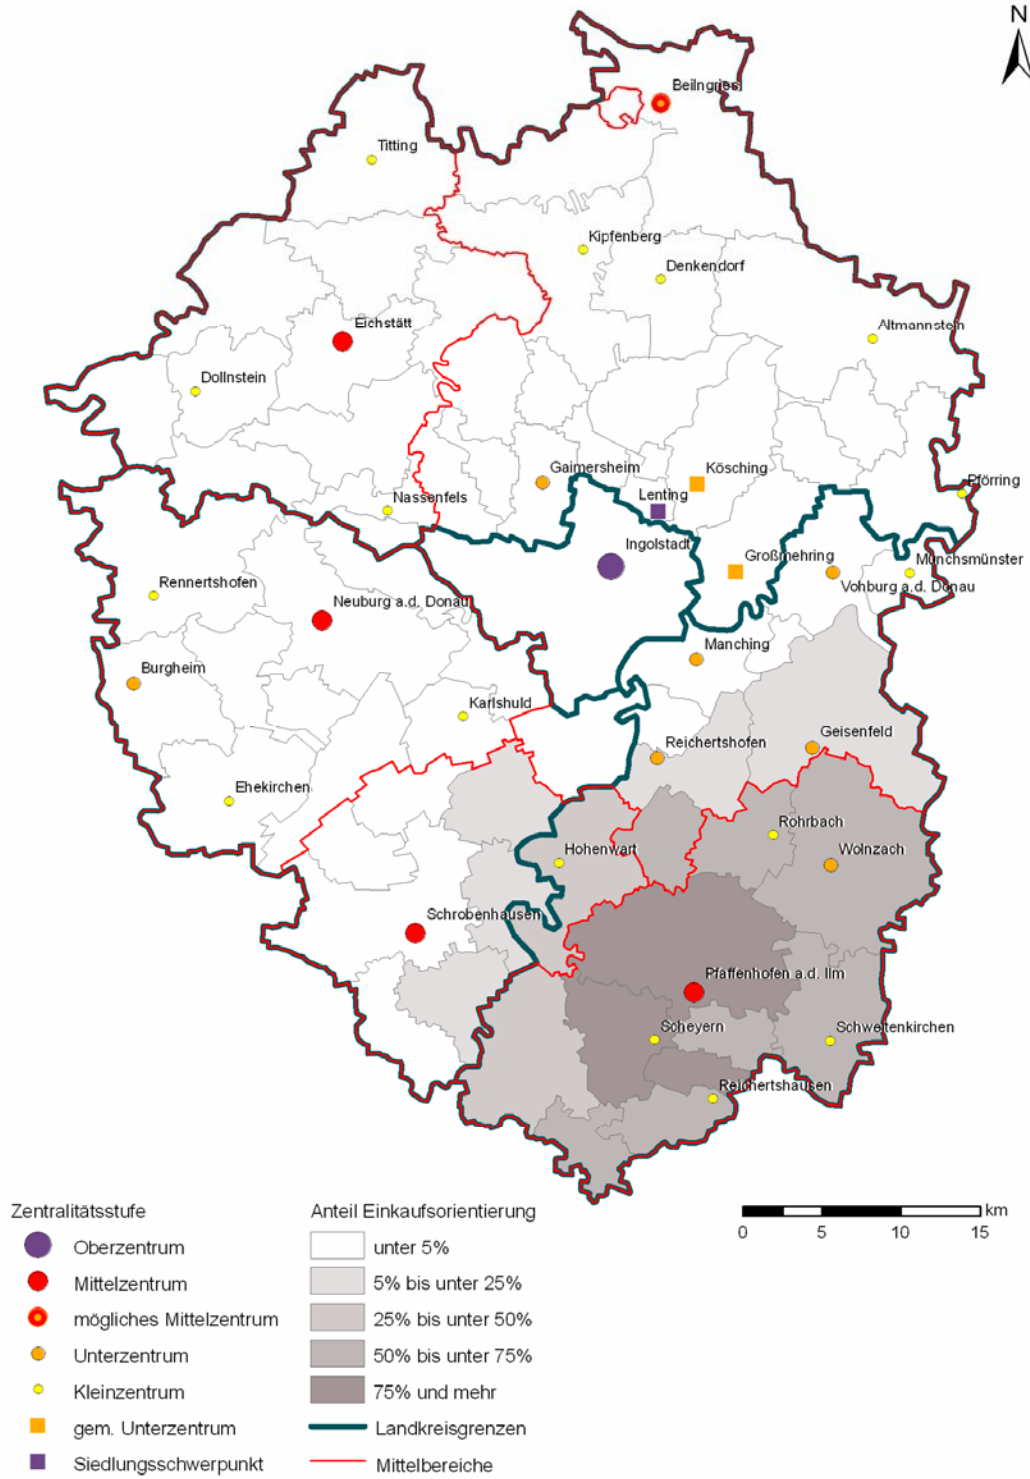 N
Beilngries
Titting
Kipfenberg
Denkendorf
Eichstätt
Altmannstein
Dollnstein
Gaimersheim
Kösching
Pförring
Nassenfels
Lenting
Ingolstadt
Großmehring
Münchsmünster
Rennertshofen
Vohburg a.d. Donau
Neuburg a.d. Donau
Manching
Burgheim
Karlshuld
Geisenfeld
Reichertshofen
Ehekirchen
Rohrbach
Hohenwart
Wolnzach
Schrobenhausen
Pfaffenhofen a.d. Ilm
Scheyern
Schweitenkirchen
Reichertshausen
Zentralitätsstufe
Oberzentrum
Mittelzentrum
mögliches Mittelzentrum
Unterzentrum
Kleinzentrum
gem. Unterzentrum
Siedlungsschwerpunkt
Anteil Einkaufsorientierung
unter 5%
5% bis unter 25%
25% bis unter 50%
50% bis unter 75%
75% und mehr
Landkreisgrenzen
Mittelbereiche
km
0 5 10 15